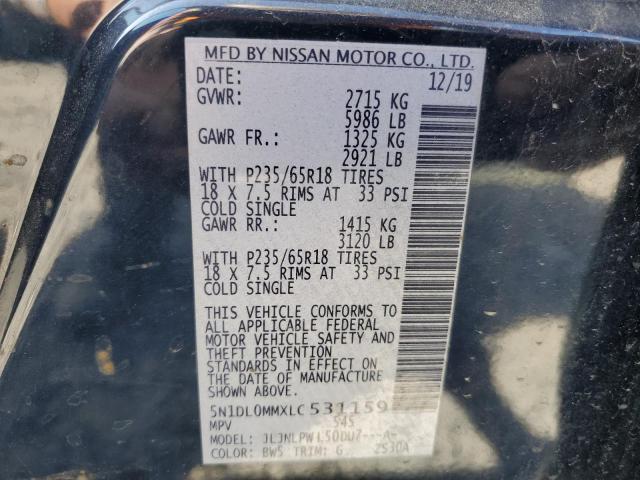 MFD BY NISSAN MOTOR CO., LTD.
DATE: 12/19
GVWR: 2715 KG
5986 LB
GAWR FR.: 1325 KG
2921 LB
WITH P235/65R18 TIRES
18 X 7.5 RIMS AT 33 PSI
COLD SINGLE
GAWR RR.: 1415 KG
3120 LB
WITH P235/65R18 TIRES
18 X 7.5 RIMS AT 33 PSI
COLD SINGLE
THIS VEHICLE CONFORMS TO
ALL APPLICABLE FEDERAL
MOTOR VEHICLE SAFETY AND
THEFT PREVENTION
STANDARDS IN EFFECT ON
THE DATE OF MANUFACTURE
SHOWN ABOVE.
5N1DL0MMXLC 531159
MPV 545
MODEL:
COLOR: BW5 TRIM: G 2S30A